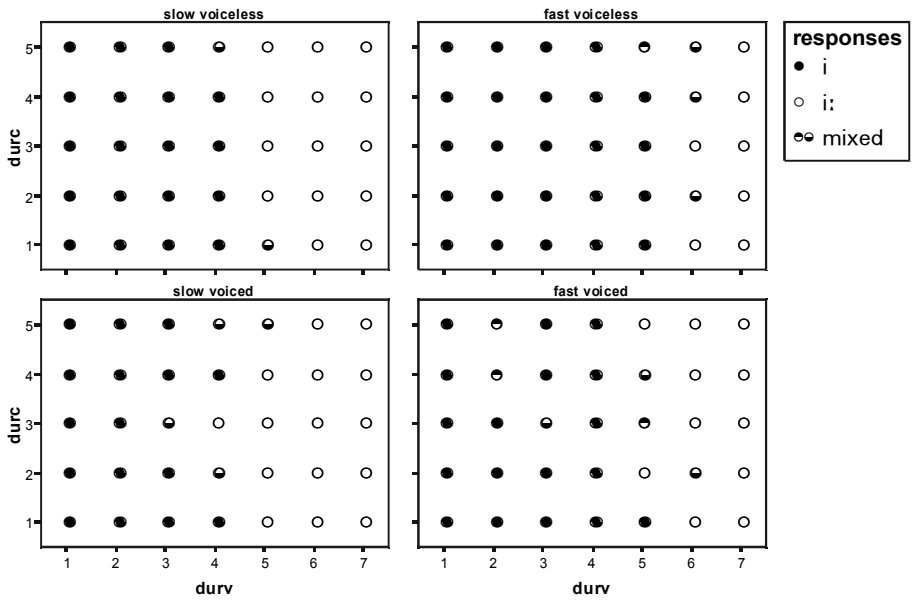 slow voiceless
fast voiceless
responses
i
iː
mixed
durc
5
4
3
2
1
slow voiced
fast voiced
durc
5
4
3
2
1
1 2 3 4 5 6 7
1 2 3 4 5 6 7
durv
durv